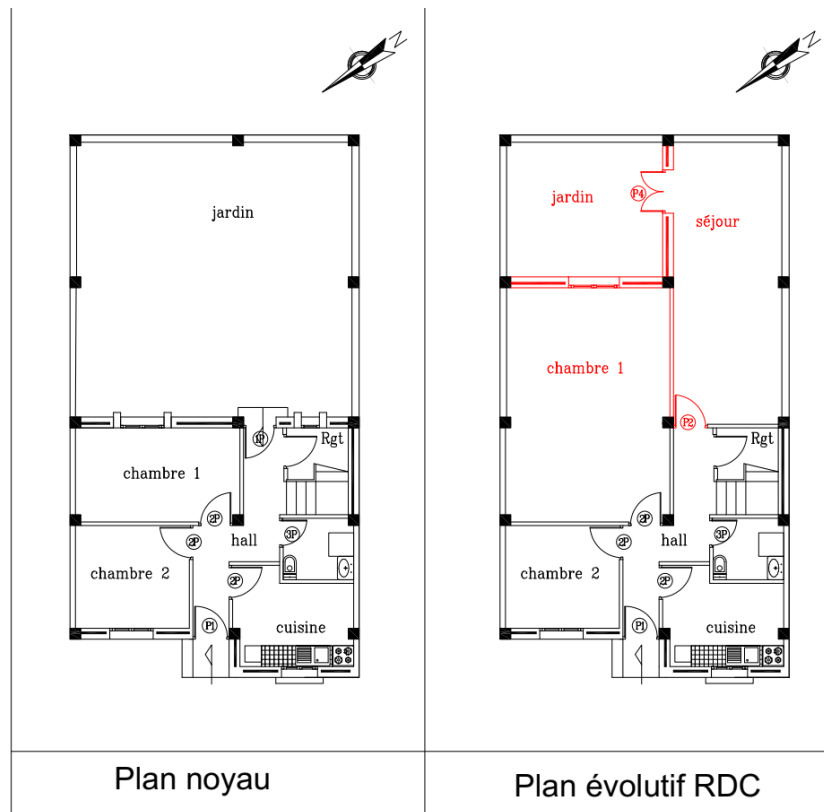 N
jardin
1P
Rgt
chambre 1
2P
2P
hall
3P
chambre 2
2P
P1
cuisine
Plan noyau
N
jardin
P4
séjour
chambre 1
P2
Rgt
2P
2P
hall
3P
chambre 2
2P
P1
cuisine
Plan évolutif RDC